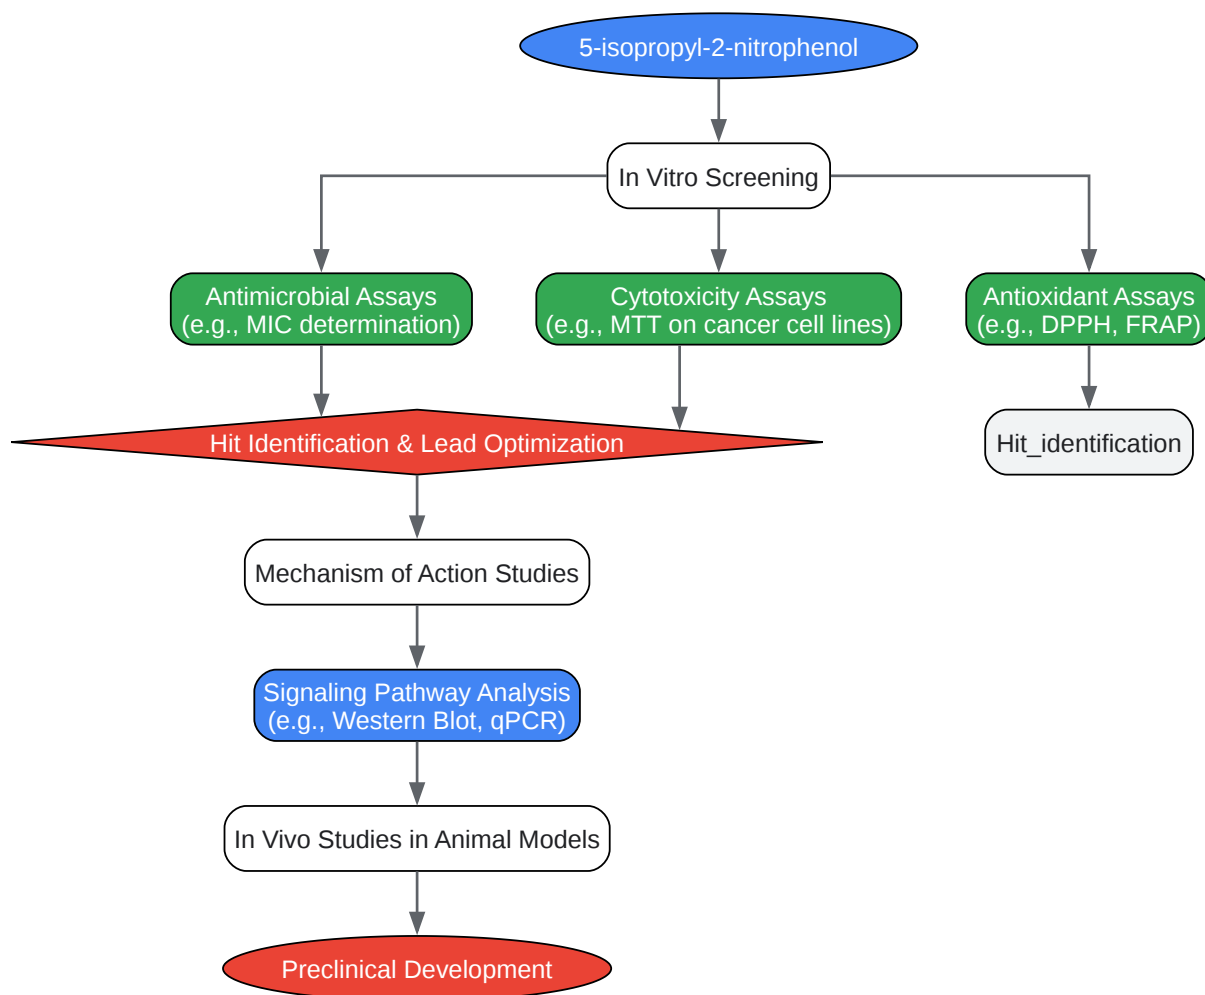 5-isopropyl-2-nitrophenol
In Vitro Screening
Antimicrobial Assays
(e.g., MIC determination)
Cytotoxicity Assays
(e.g., MTT on cancer cell lines)
Antioxidant Assays
(e.g., DPPH, FRAP)
Hit Identification & Lead Optimization
Hit_identification
Mechanism of Action Studies
Signaling Pathway Analysis
(e.g., Western Blot, qPCR)
In Vivo Studies in Animal Models
Preclinical Development